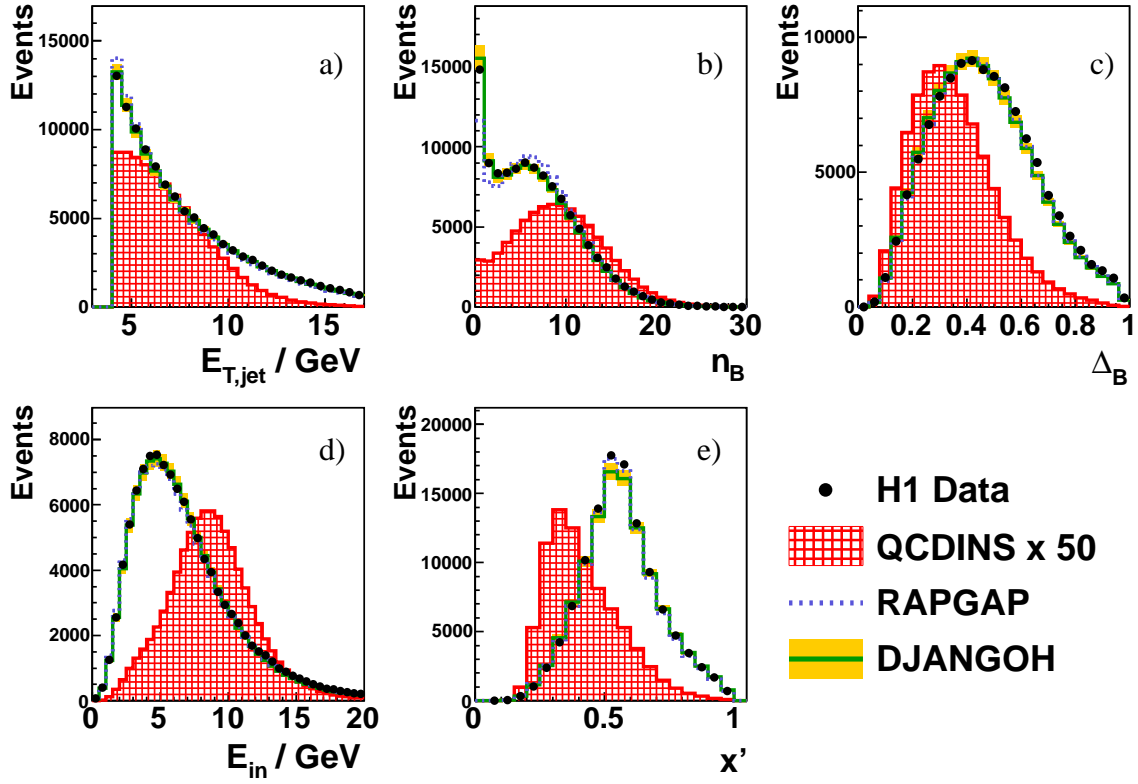 Events
15000
10000
5000
0
5
10
15
E_T,jet / GeV
a)
Events
15000
10000
5000
0
0
10
20
30
n_B
b)
Events
10000
5000
0
0
0.2
0.4
0.6
0.8
1
Δ_B
c)
Events
8000
6000
4000
2000
0
0
5
10
15
20
E_in / GeV
d)
Events
20000
15000
10000
5000
0
0
0.5
1
x'
e)
H1 Data
QCDINS x 50
RAPGAP
DJANGOH